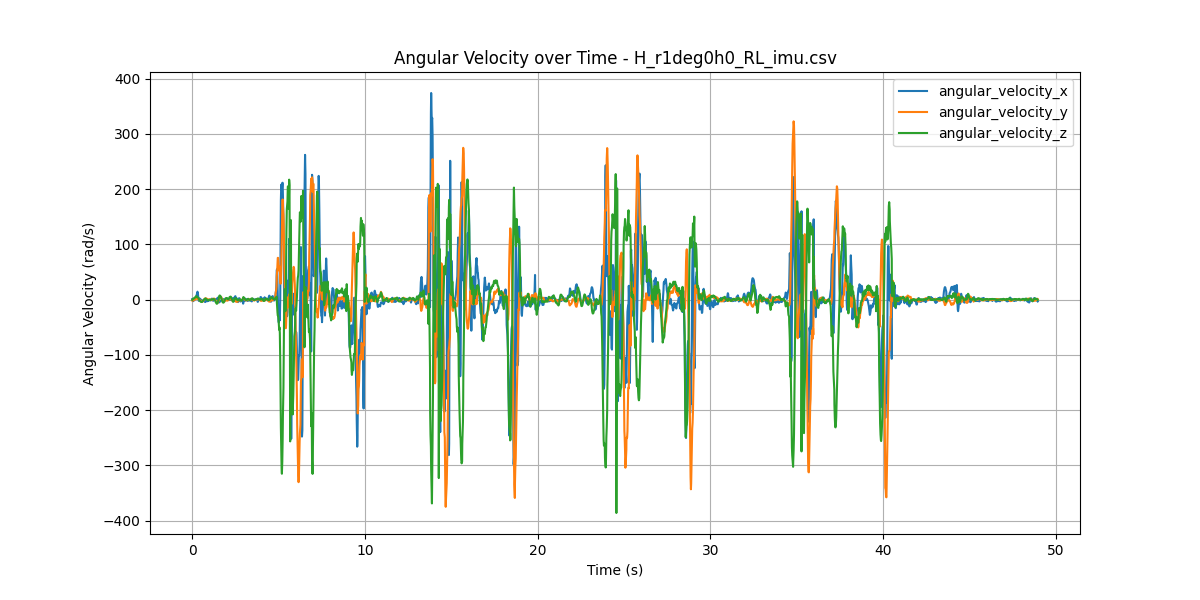 Angular Velocity over Time - H_r1deg0h0_RL_imu.csv
angular_velocity_x
angular_velocity_y
angular_velocity_z
Angular Velocity (rad/s)
400
300
200
100
0
−100
−200
−300
−400
0 10 20 30 40 50
Time (s)